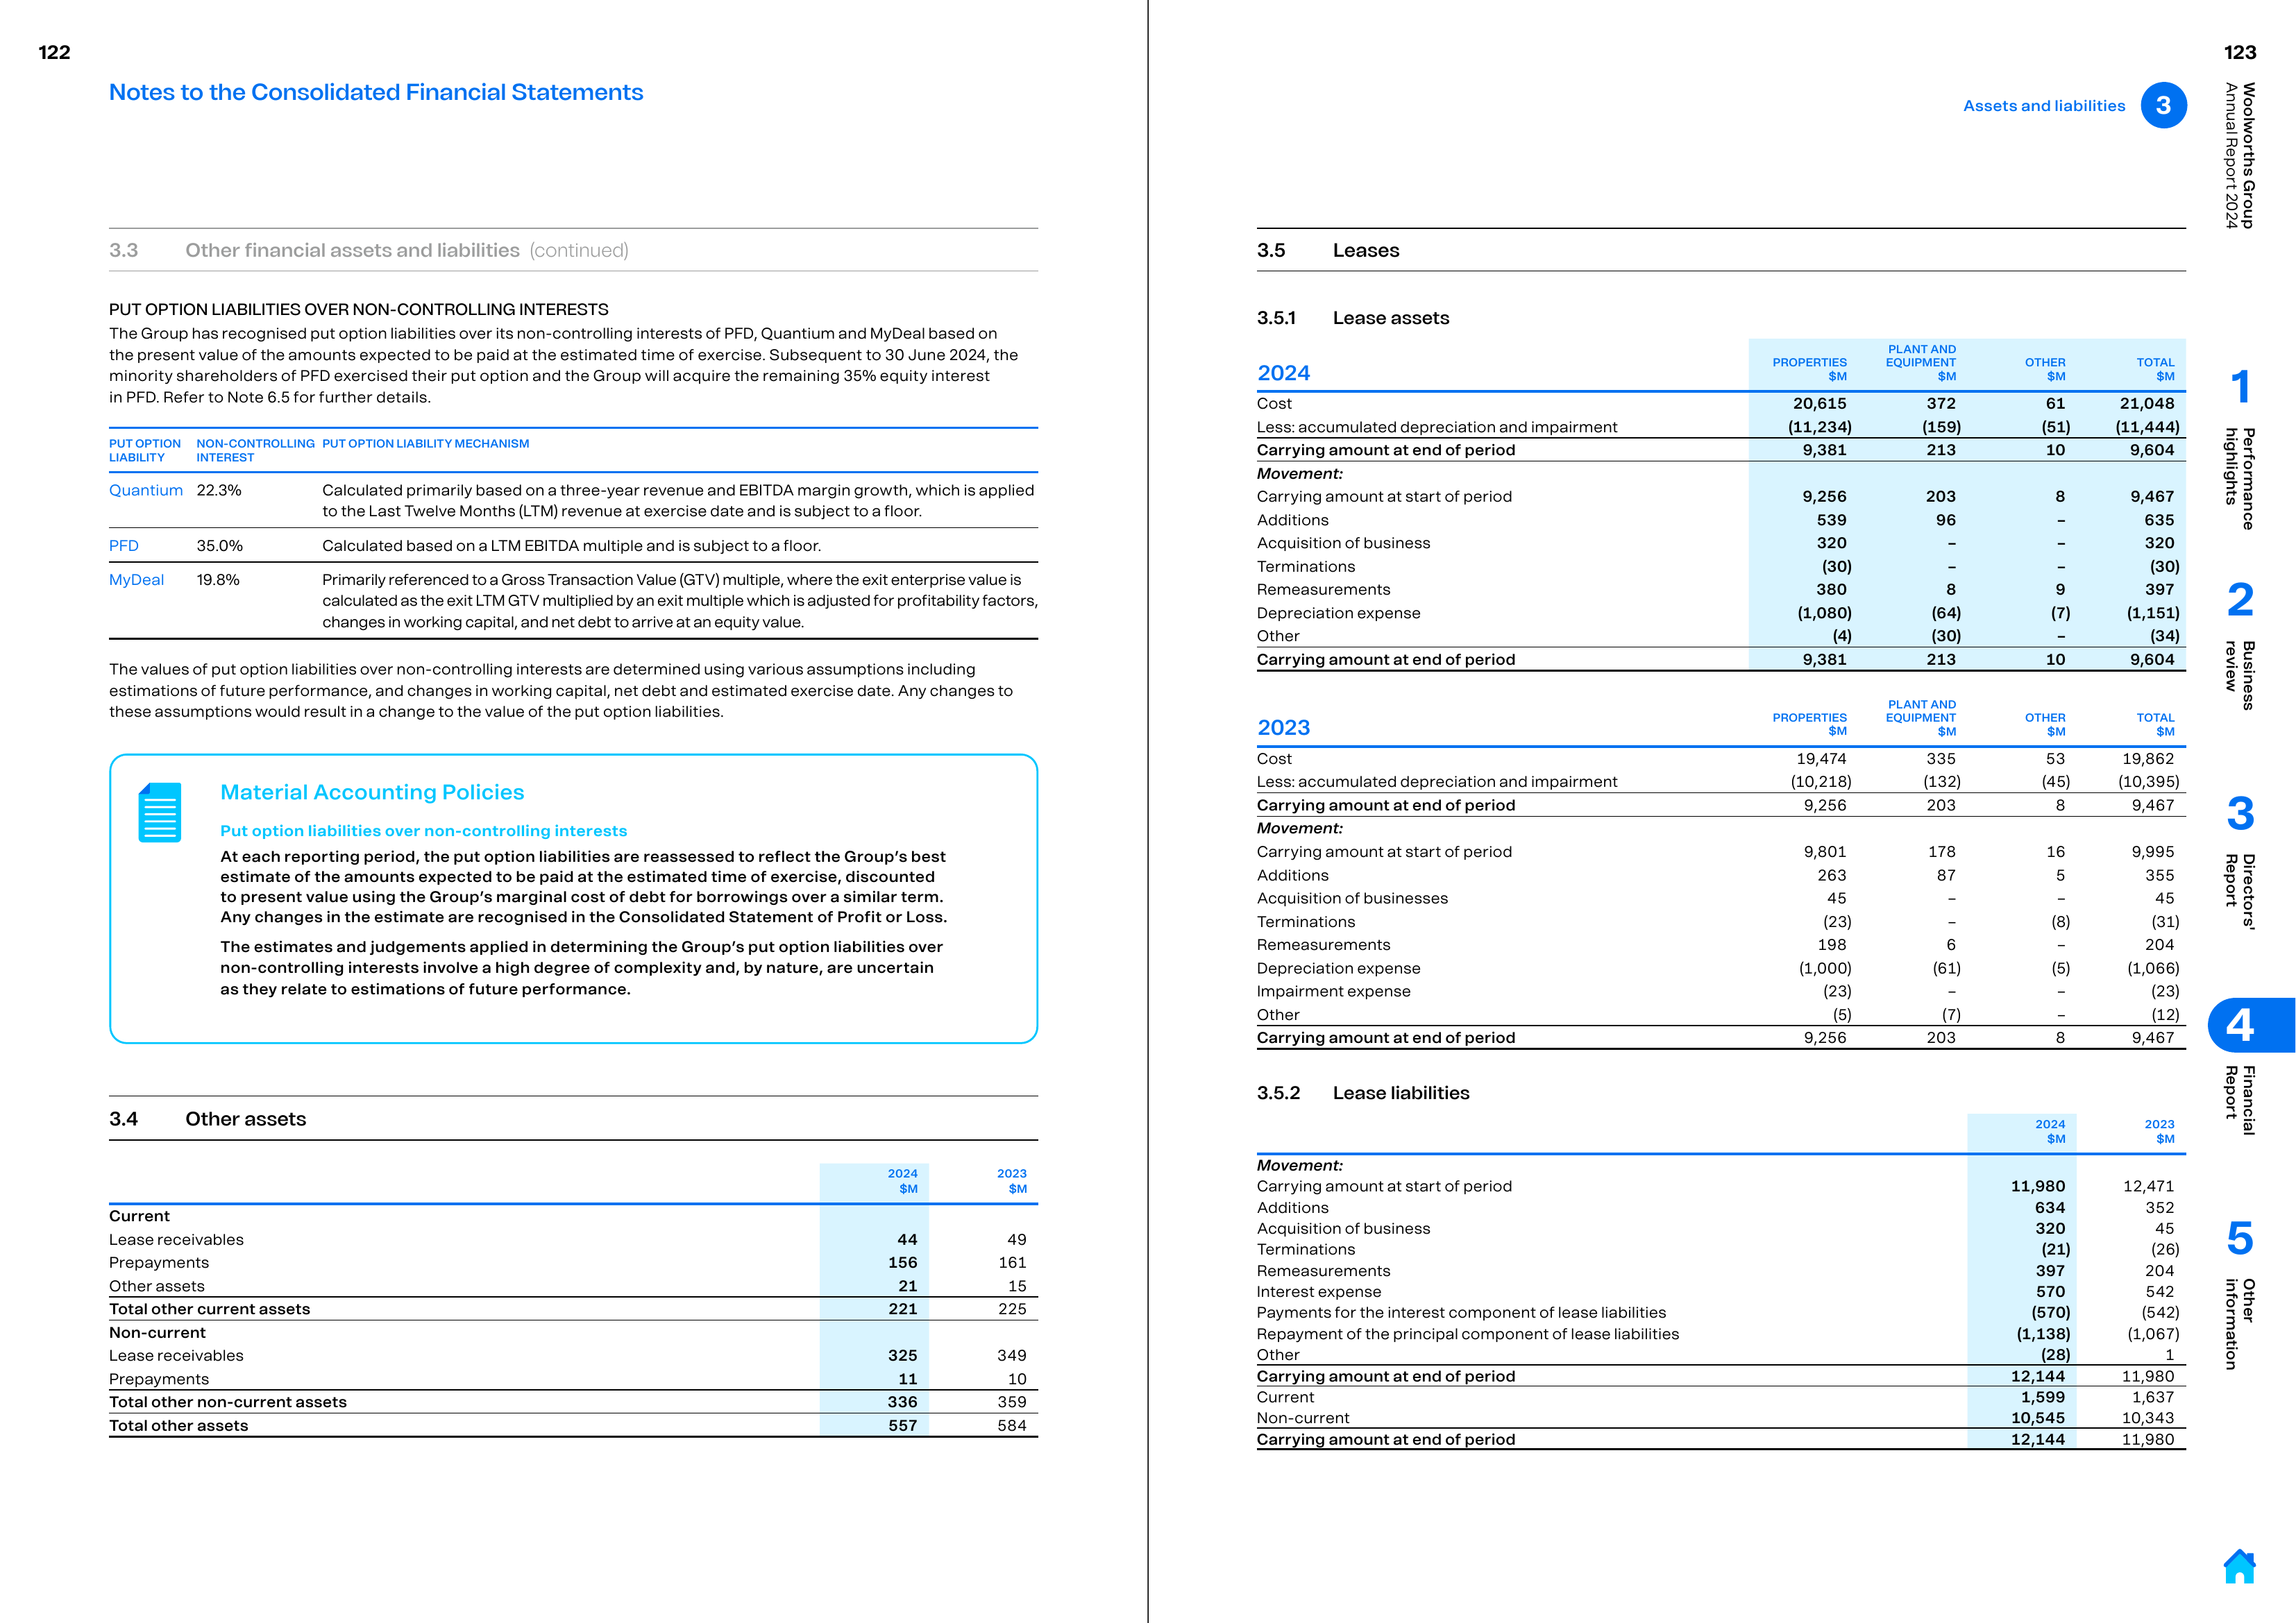 122
Notes to the Consolidated Financial Statements
3.3 Other financial assets and liabilities (continued)
PUT OPTION LIABILITIES OVER NON-CONTROLLING INTERESTS
The Group has recognised put option liabilities over its non-controlling interests of PFD, Quantium and MyDeal based on
the present value of the amounts expected to be paid at the estimated time of exercise. Subsequent to 30 June 2024, the
minority shareholders of PFD exercised their put option and the Group will acquire the remaining 35% equity interest
in PFD. Refer to Note 6.5 for further details.
PUT OPTION NON-CONTROLLING PUT OPTION LIABILITY MECHANISM
LIABILITY INTEREST
Quantium 22.3% Calculated primarily based on a three-year revenue and EBITDA margin growth, which is applied
to the Last Twelve Months (LTM) revenue at exercise date and is subject to a floor.
PFD 35.0% Calculated based on a LTM EBITDA multiple and is subject to a floor.
MyDeal 19.8% Primarily referenced to a Gross Transaction Value (GTV) multiple, where the exit enterprise value is
calculated as the exit LTM GTV multiplied by an exit multiple which is adjusted for profitability factors,
changes in working capital, and net debt to arrive at an equity value.
The values of put option liabilities over non-controlling interests are determined using various assumptions including
estimations of future performance, and changes in working capital, net debt and estimated exercise date. Any changes to
these assumptions would result in a change to the value of the put option liabilities.
Material Accounting Policies
Put option liabilities over non-controlling interests
At each reporting period, the put option liabilities are reassessed to reflect the Group's best
estimate of the amounts expected to be paid at the estimated time of exercise, discounted
to present value using the Group's marginal cost of debt for borrowings over a similar term.
Any changes in the estimate are recognised in the Consolidated Statement of Profit or Loss.
The estimates and judgements applied in determining the Group's put option liabilities over
non-controlling interests involve a high degree of complexity and, by nature, are uncertain
as they relate to estimations of future performance.
3.4 Other assets
2024 2023
$M $M
Current
Lease receivables 44 49
Prepayments 156 161
Other assets 21 15
Total other current assets 221 225
Non-current
Lease receivables 325 349
Prepayments 11 10
Total other non-current assets 336 359
Total other assets 557 584
123
Assets and liabilities 3
3.5 Leases
3.5.1 Lease assets
2024 PROPERTIES $M PLANT AND EQUIPMENT $M OTHER $M TOTAL $M
Cost 20,615 372 61 21,048
Less: accumulated depreciation and impairment (11,234) (159) (51) (11,444)
Carrying amount at end of period 9,381 213 10 9,604
Movement:
Carrying amount at start of period 9,256 203 8 9,467
Additions 539 96 – 635
Acquisition of business 320 – – 320
Terminations (30) – – (30)
Remeasurements 380 8 9 397
Depreciation expense (1,080) (64) (7) (1,151)
Other (4) (30) – (34)
Carrying amount at end of period 9,381 213 10 9,604
2023 PROPERTIES $M PLANT AND EQUIPMENT $M OTHER $M TOTAL $M
Cost 19,474 335 53 19,862
Less: accumulated depreciation and impairment (10,218) (132) (45) (10,395)
Carrying amount at end of period 9,256 203 8 9,467
Movement:
Carrying amount at start of period 9,801 178 16 9,995
Additions 263 87 5 355
Acquisition of businesses 45 – – 45
Terminations (23) – (8) (31)
Remeasurements 198 6 – 204
Depreciation expense (1,000) (61) (5) (1,066)
Impairment expense (23) – – (23)
Other (5) (7) – (12)
Carrying amount at end of period 9,256 203 8 9,467
3.5.2 Lease liabilities
2024 2023
$M $M
Movement:
Carrying amount at start of period 11,980 12,471
Additions 634 352
Acquisition of business 320 45
Terminations (21) (26)
Remeasurements 397 204
Interest expense 570 542
Payments for the interest component of lease liabilities (570) (542)
Repayment of the principal component of lease liabilities (1,138) (1,067)
Other (28) 1
Carrying amount at end of period 12,144 11,980
Current 1,599 1,637
Non-current 10,545 10,343
Carrying amount at end of period 12,144 11,980
Woolworths Group
Annual Report 2024
1
Performance
highlights
2
Business
review
3
Directors'
Report
4
Financial
Report
5
Other
information